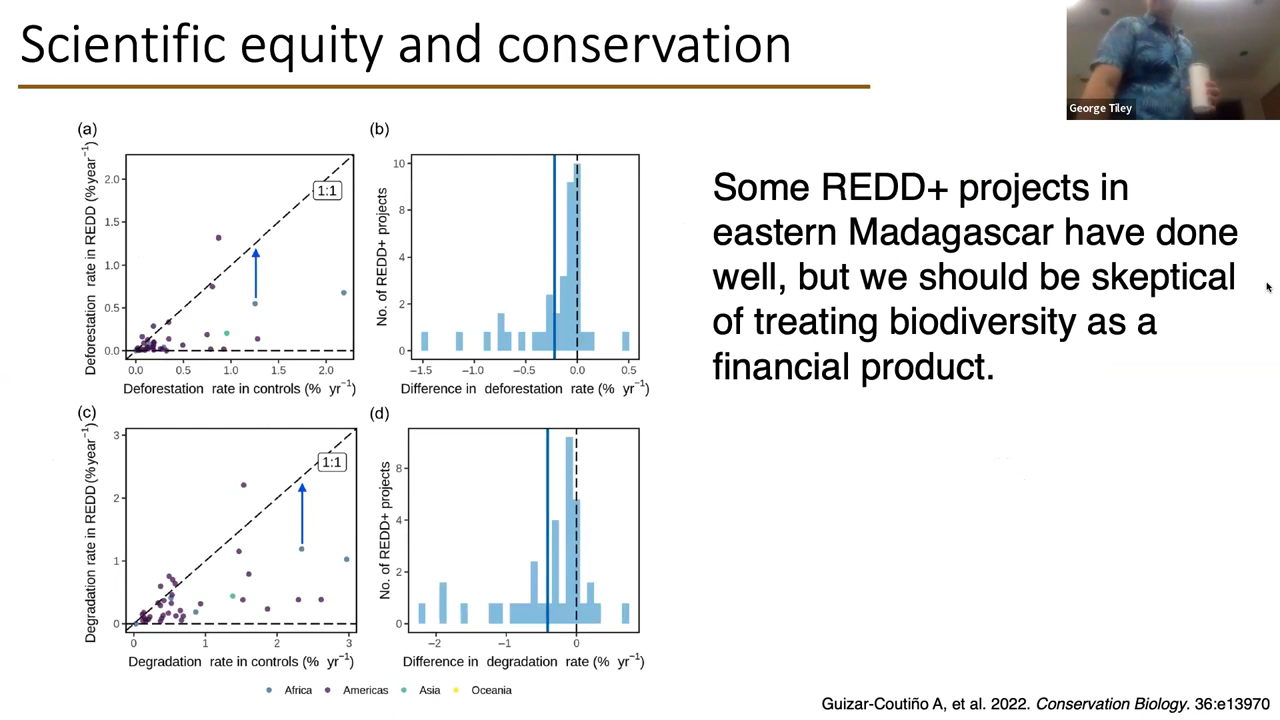 Scientific equity and conservation
George Tiley
(a)
Deforestation rate in REDD (% year⁻¹)
2.0
1.5
1.0
0.5
0.0
1:1
0.0 0.5 1.0 1.5 2.0
Deforestation rate in controls (% yr⁻¹)
(b)
No. of REDD+ projects
10
8
4
2
0
−1.5 −1.0 −0.5 0.0 0.5
Difference in deforestation rate (% yr⁻¹)
(c)
Degradation rate in REDD (% year⁻¹)
3
2
1
0
1:1
0 1 2 3
Degradation rate in controls (% yr⁻¹)
(d)
No. of REDD+ projects
8
4
2
0
−2 −1 0
Difference in degradation rate (% yr⁻¹)
Africa Americas Asia Oceania
Some REDD+ projects in
eastern Madagascar have done
well, but we should be skeptical
of treating biodiversity as a
financial product.
Guizar-Coutiño A, et al. 2022. Conservation Biology. 36:e13970